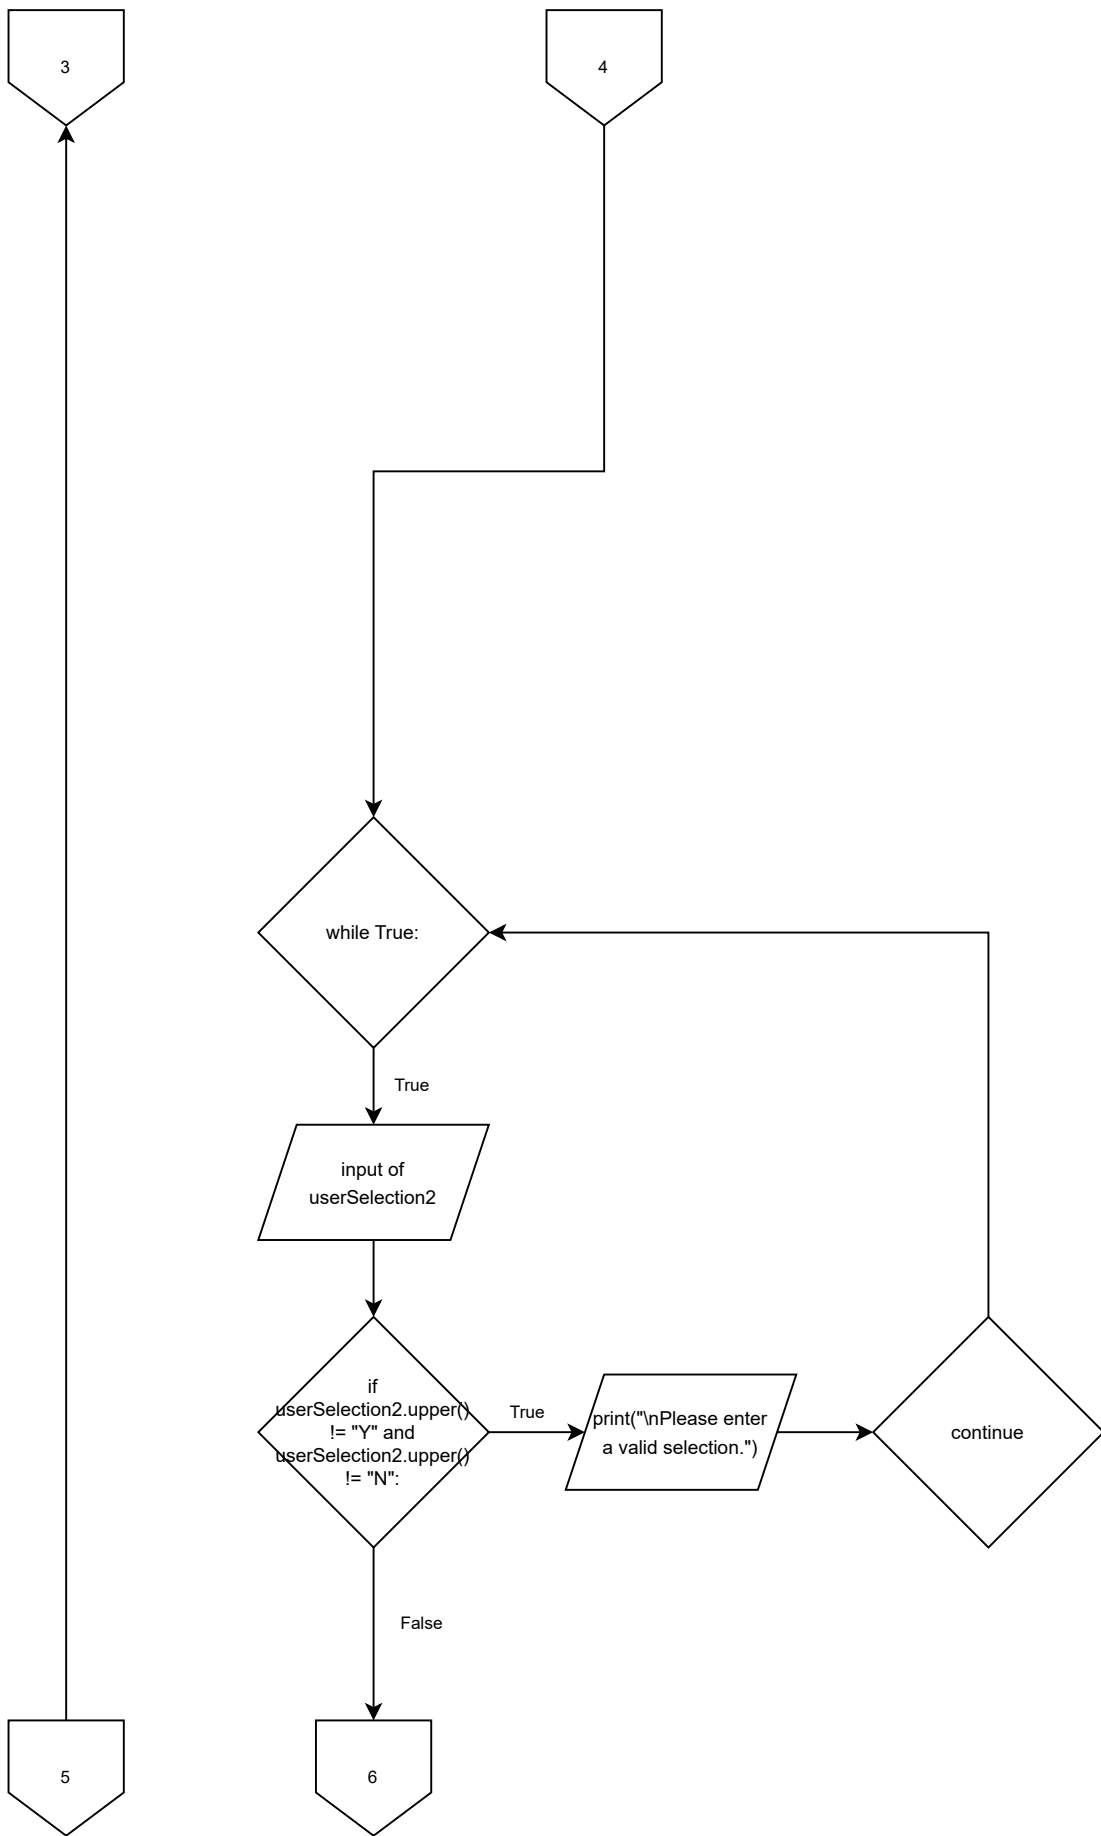 3
4
while True:
True
input of
userSelection2
if
userSelection2.upper()
!= "Y" and
userSelection2.upper()
!= "N":
True
print("\nPlease enter
a valid selection.")
continue
False
5
6